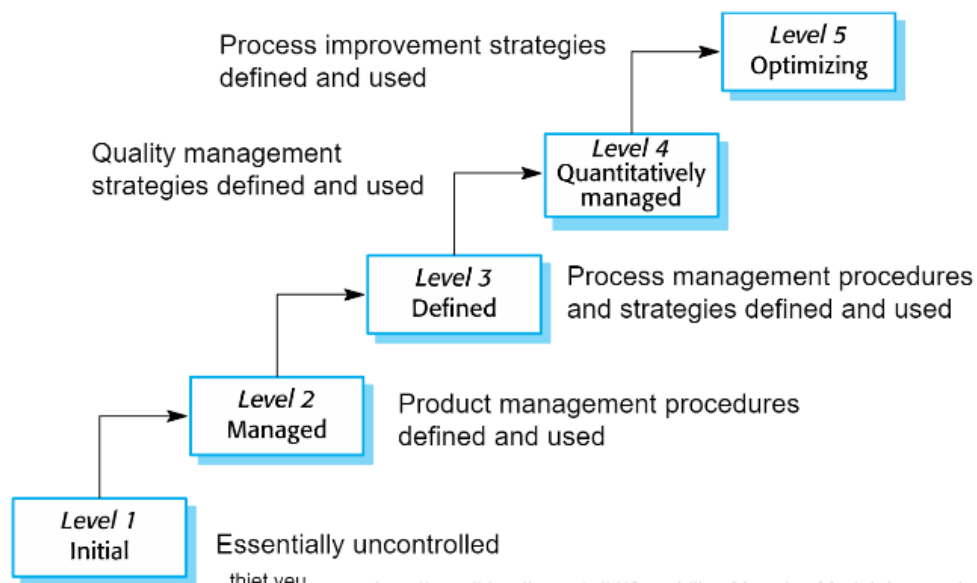 Process improvement strategies
defined and used
Level 5
Optimizing
Quality management
strategies defined and used
Level 4
Quantitatively
managed
Level 3
Defined
Process management procedures
and strategies defined and used
Level 2
Managed
Product management procedures
defined and used
Level 1
Initial
Essentially uncontrolled
thiet yeu